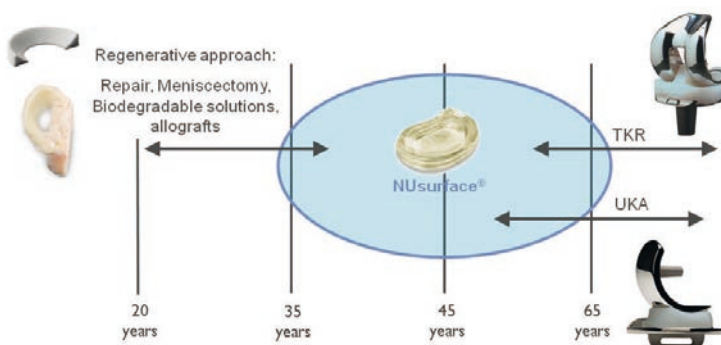 Regenerative approach:
Repair, Meniscectomy,
Biodegradable solutions,
allografts
NUsurface®
TKR
UKA
20
years
35
years
45
years
65
years